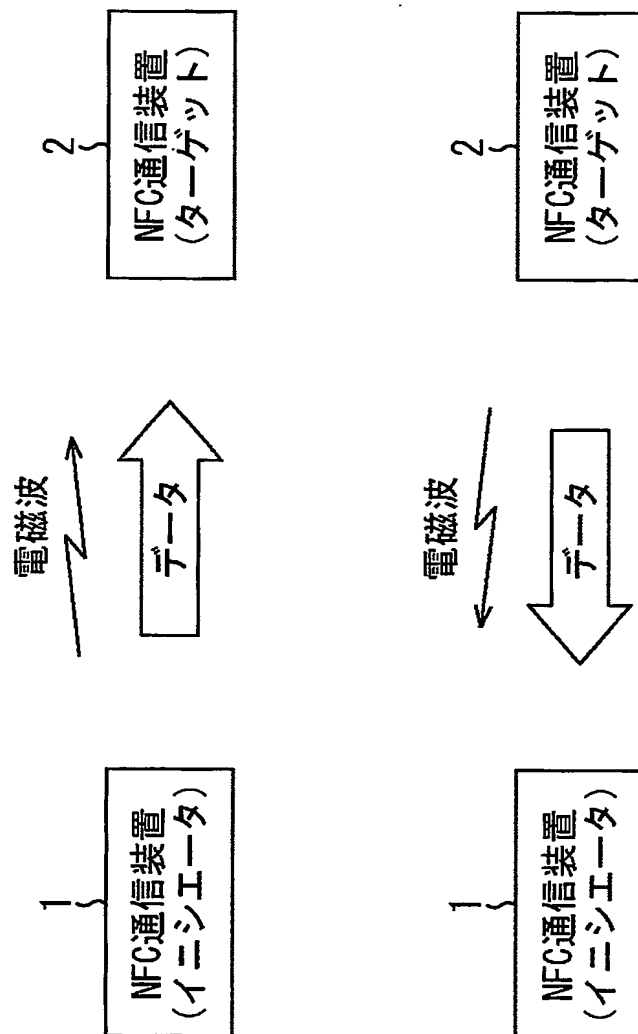 1
NFC通信装置
(イニシエータ)
電磁波
データ
2
NFC通信装置
(ターゲット)
1
NFC通信装置
(イニシエータ)
電磁波
データ
2
NFC通信装置
(ターゲット)